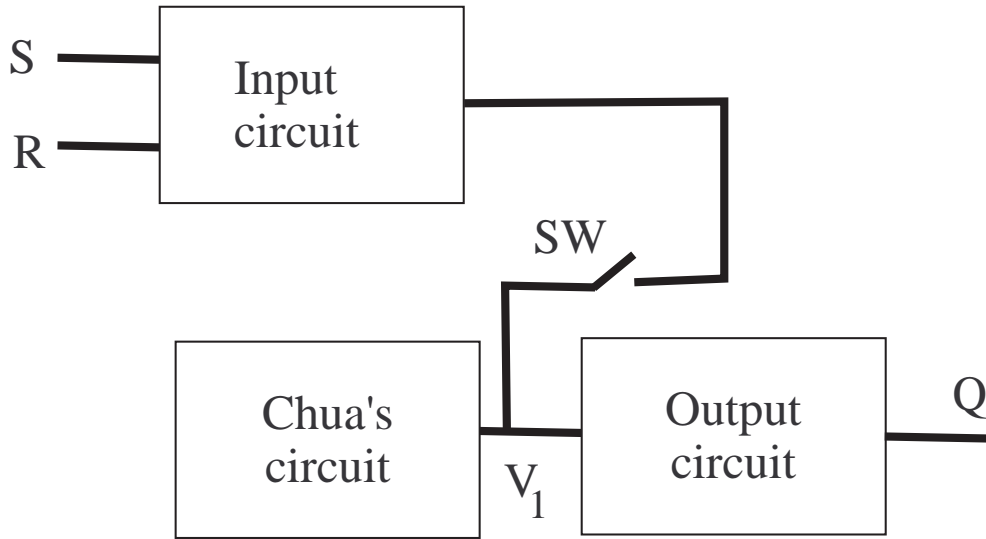 S
R
Input
circuit
SW
Chua's
circuit
V1
Output
circuit
Q